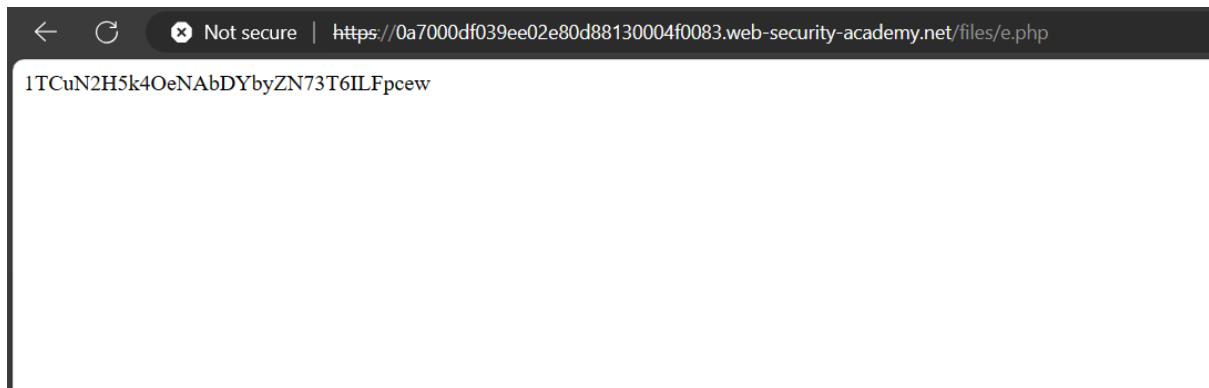 Not secure | https://0a7000df039ee02e80d88130004f0083.web-security-academy.net/files/e.php
1TCuN2H5k4OeNAbDYbyZN73T6ILFpcew